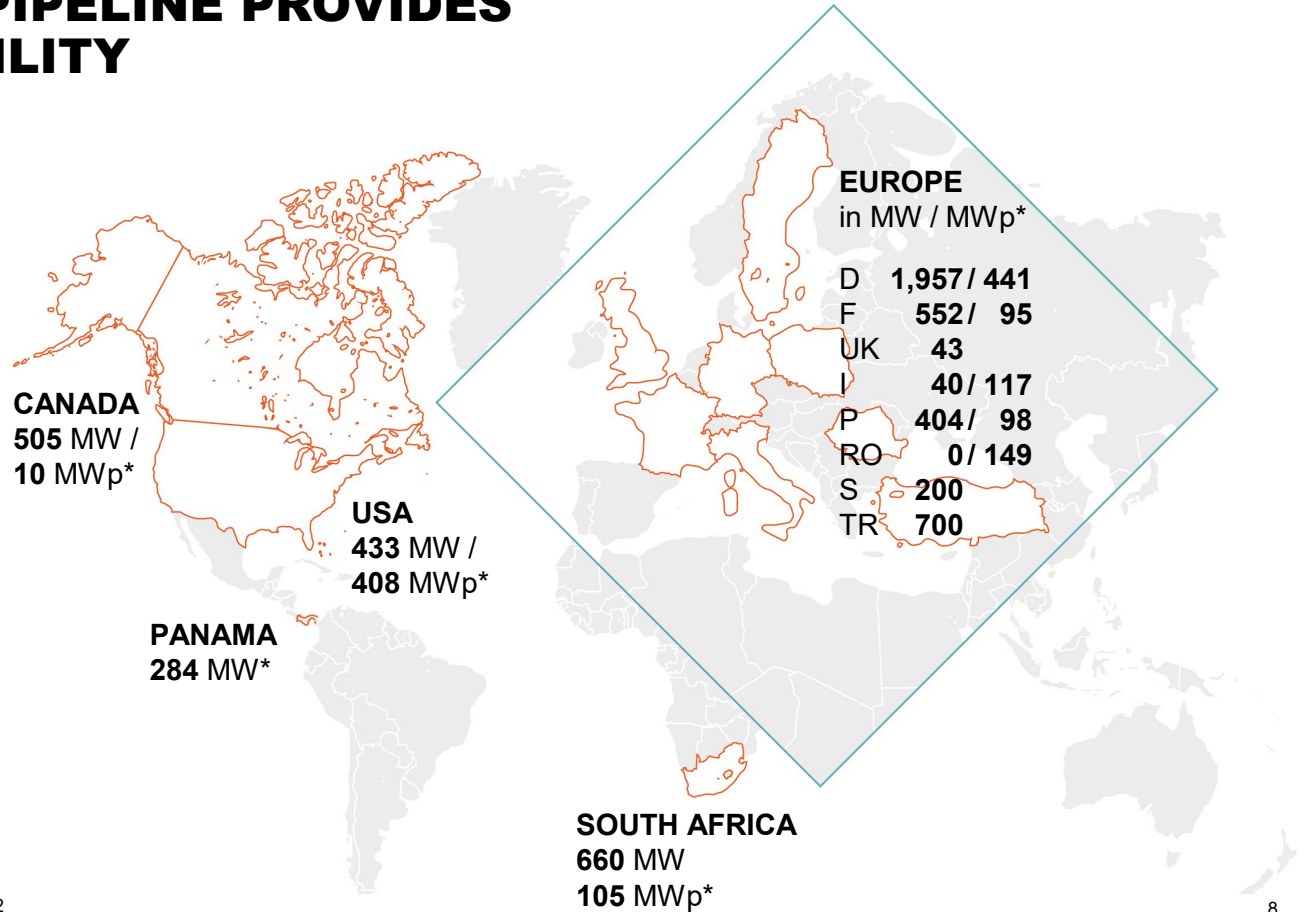 PIPELINE PROVIDES
ILITY
EUROPE
in MW / MWp*
D 1,957 / 441
F 552 / 95
UK 43
I 40 / 117
P 404 / 98
RO 0 / 149
S 200
TR 700
CANADA
505 MW /
10 MWp*
USA
433 MW /
408 MWp*
PANAMA
284 MW*
SOUTH AFRICA
660 MW
105 MWp*
2
8